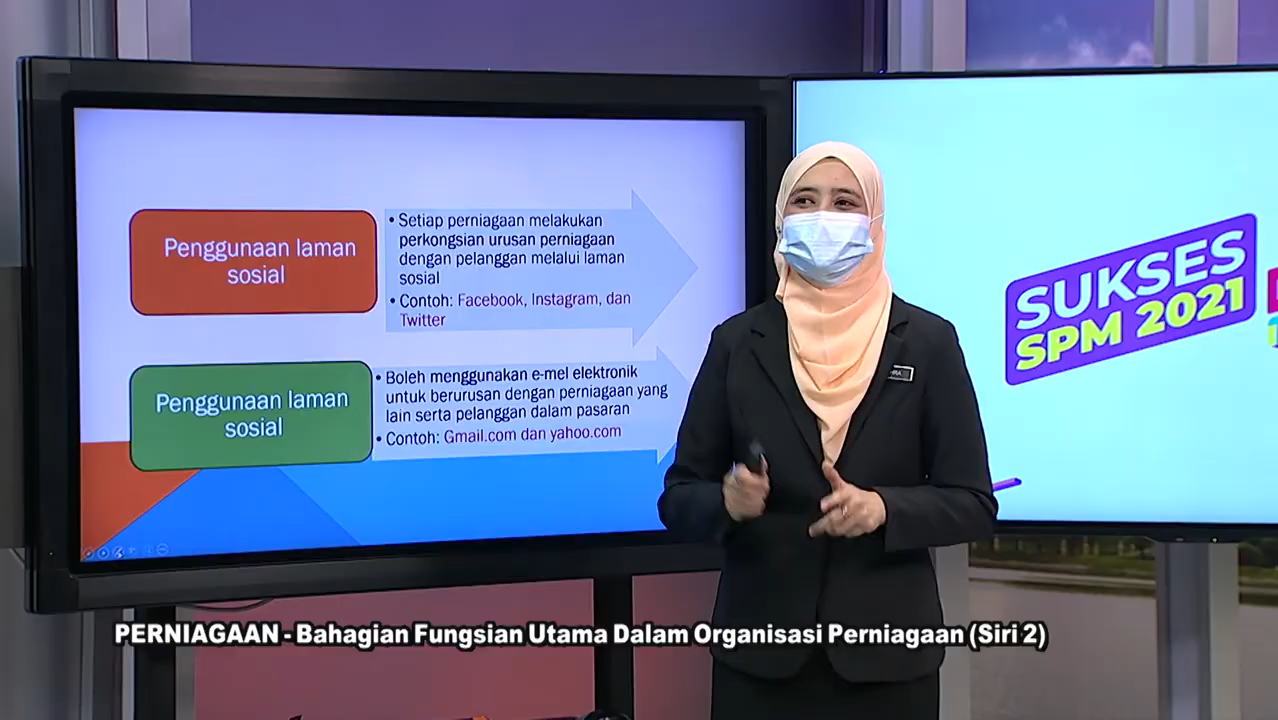 Penggunaan laman
sosial
• Setiap perniagaan melakukan
perkongsian urusan perniagaan
dengan pelanggan melalui laman
sosial
• Contoh: Facebook, Instagram, dan
Twitter
Penggunaan laman
sosial
• Boleh menggunakan e-mel elektronik
untuk berurusan dengan perniagaan yang
lain serta pelanggan dalam pasaran
• Contoh: Gmail.com dan yahoo.com
SUKSES
SPM 2021
PERNIAGAAN - Bahagian Fungsian Utama Dalam Organisasi Perniagaan (Siri 2)